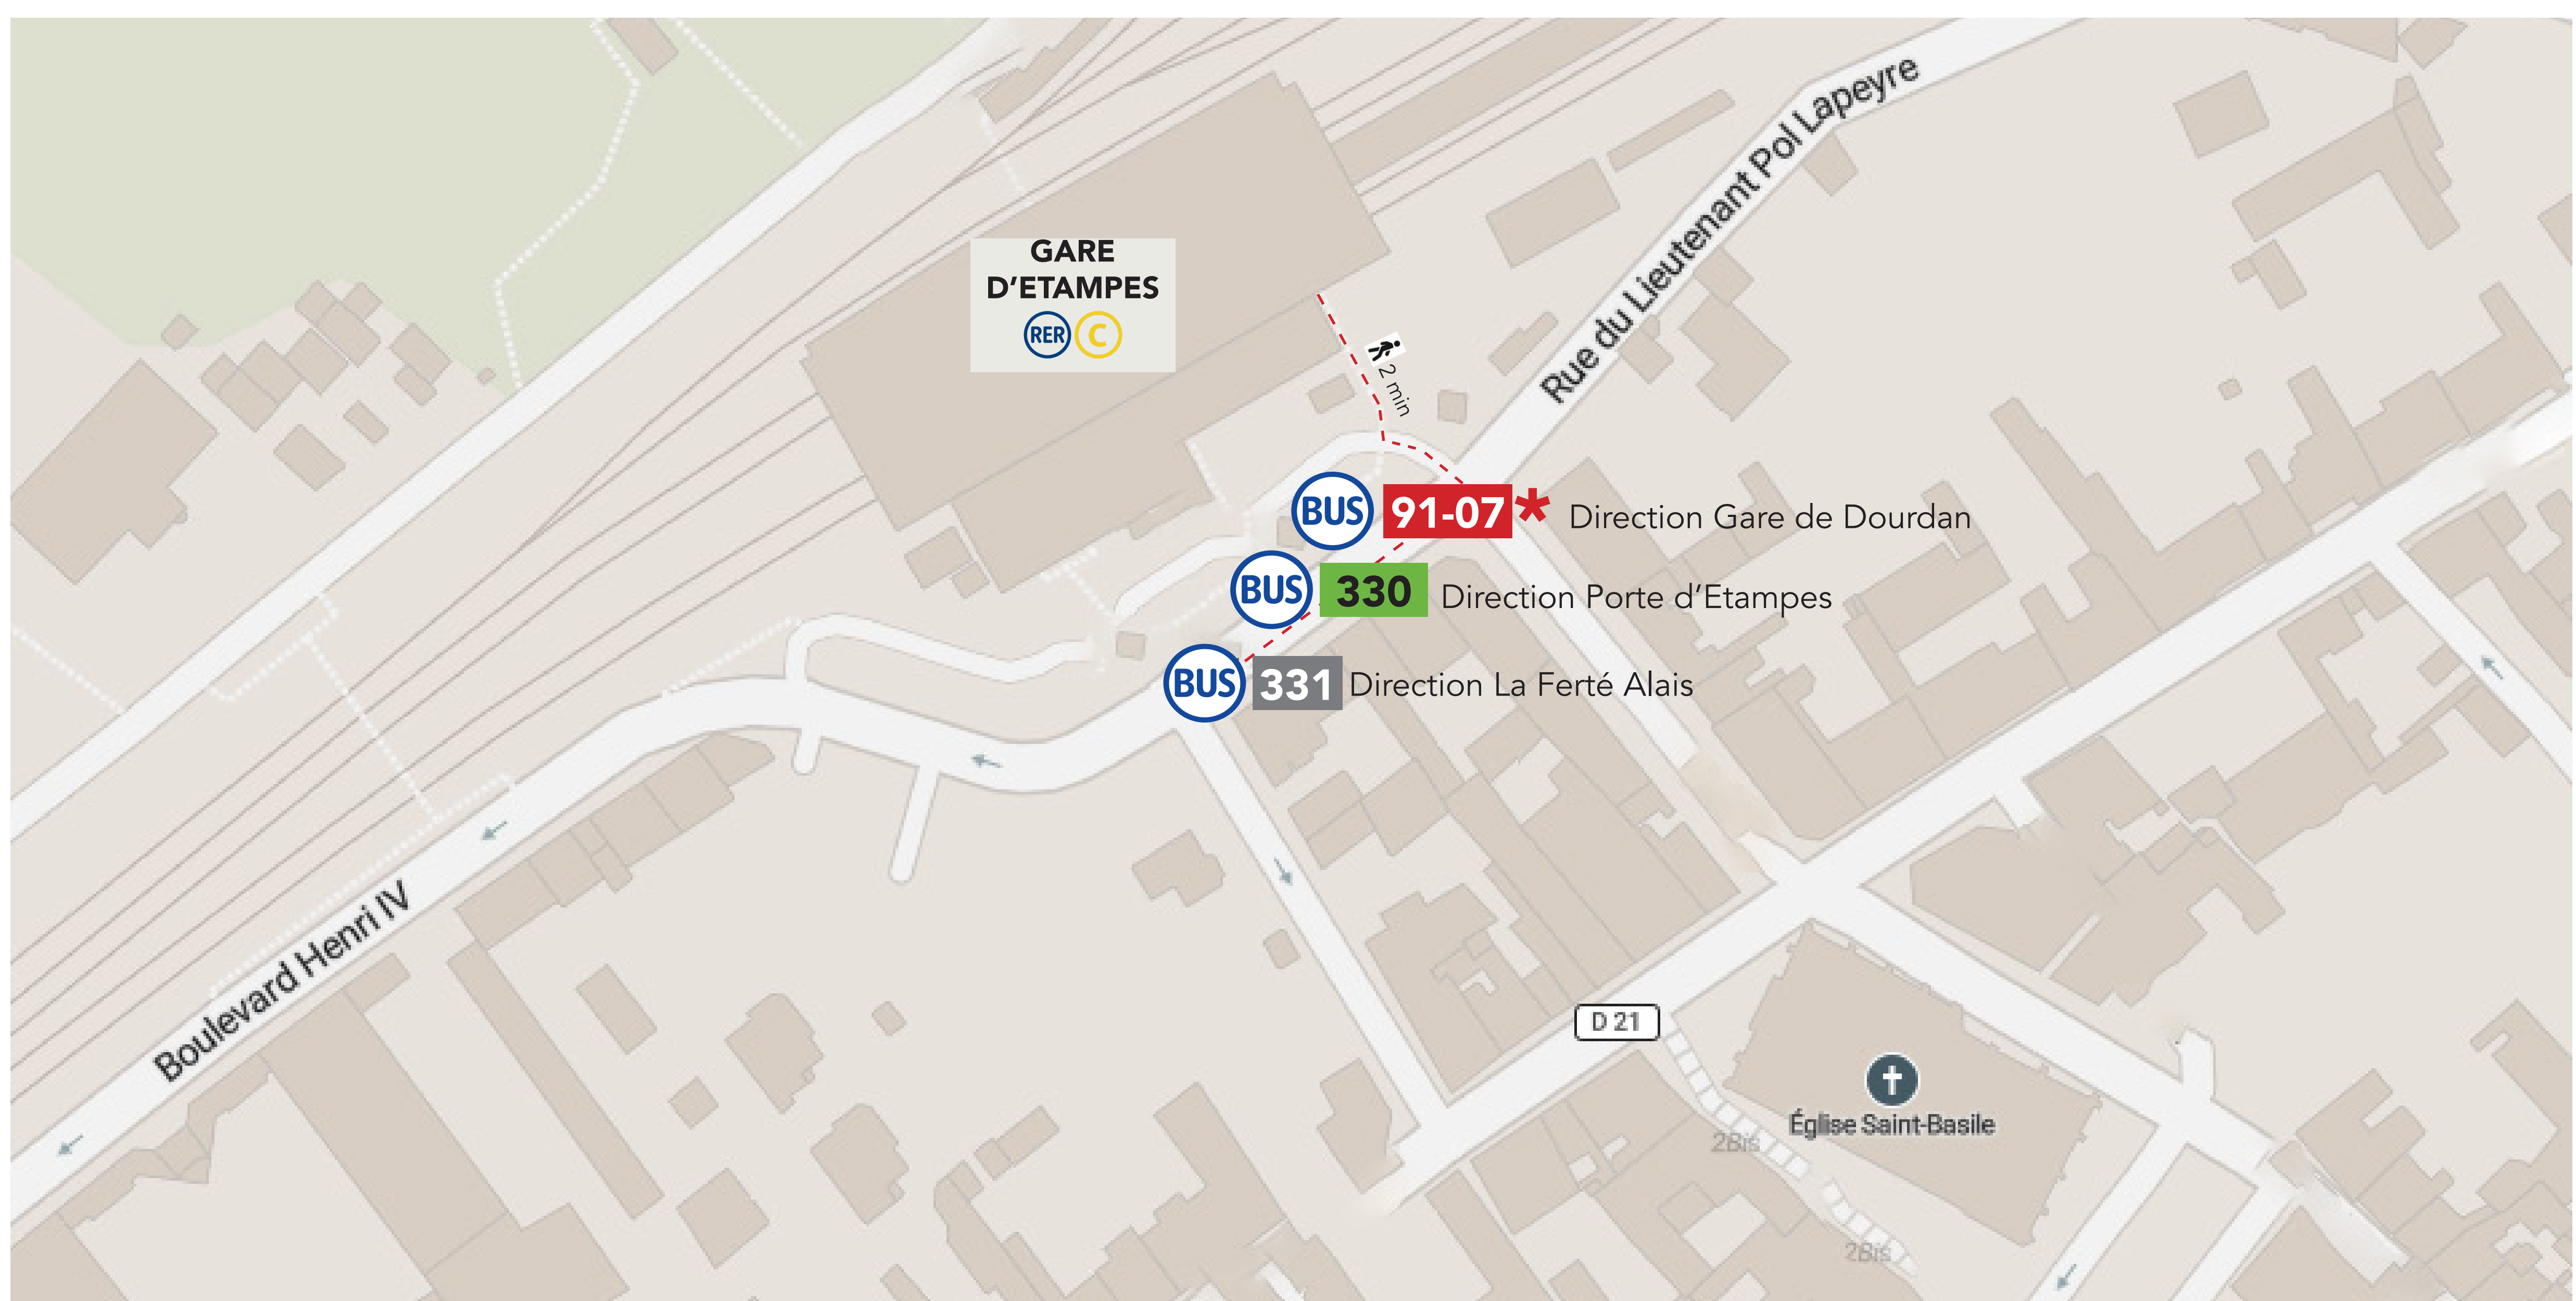 Rue du Lieutenant Pol Lapeyre
GARE
D'ETAMPES
RER C
2 min
BUS 91-07* Direction Gare de Dourdan
BUS 330 Direction Porte d'Etampes
BUS 331 Direction La Ferté Alais
Boulevard Henri IV
D 21
Église Saint-Basile
2Bis
2Bis